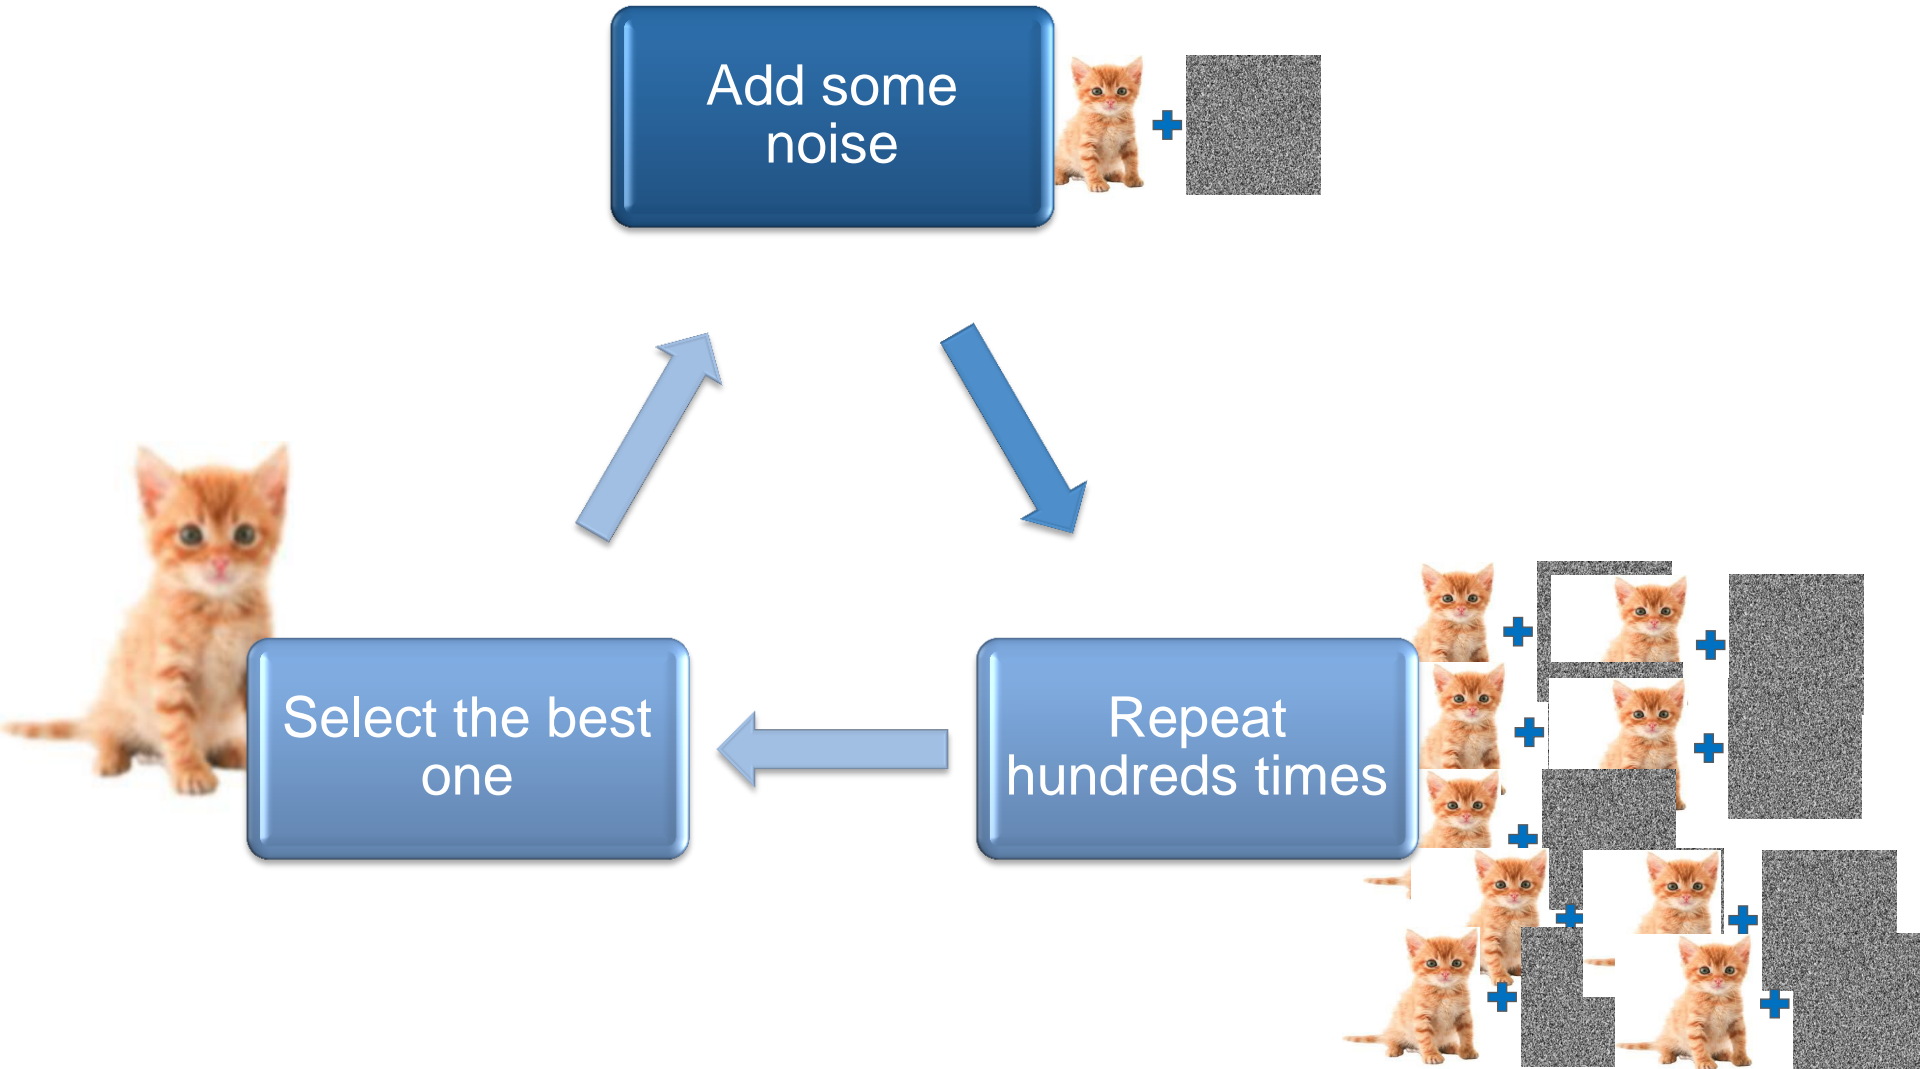 Add some
noise
Repeat
hundreds times
Select the best
one